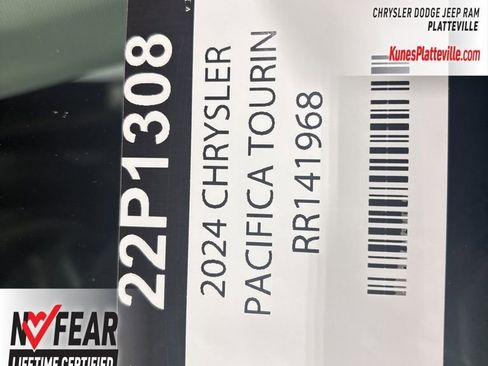 CHRYSLER DODGE JEEP RAM
PLATTEVILLE
KunesPlatteville.com
22P1308
2024 CHRYSLER
PACIFICA TOURIN
RR141968
NO FEAR
LIFETIME CERTIFIED